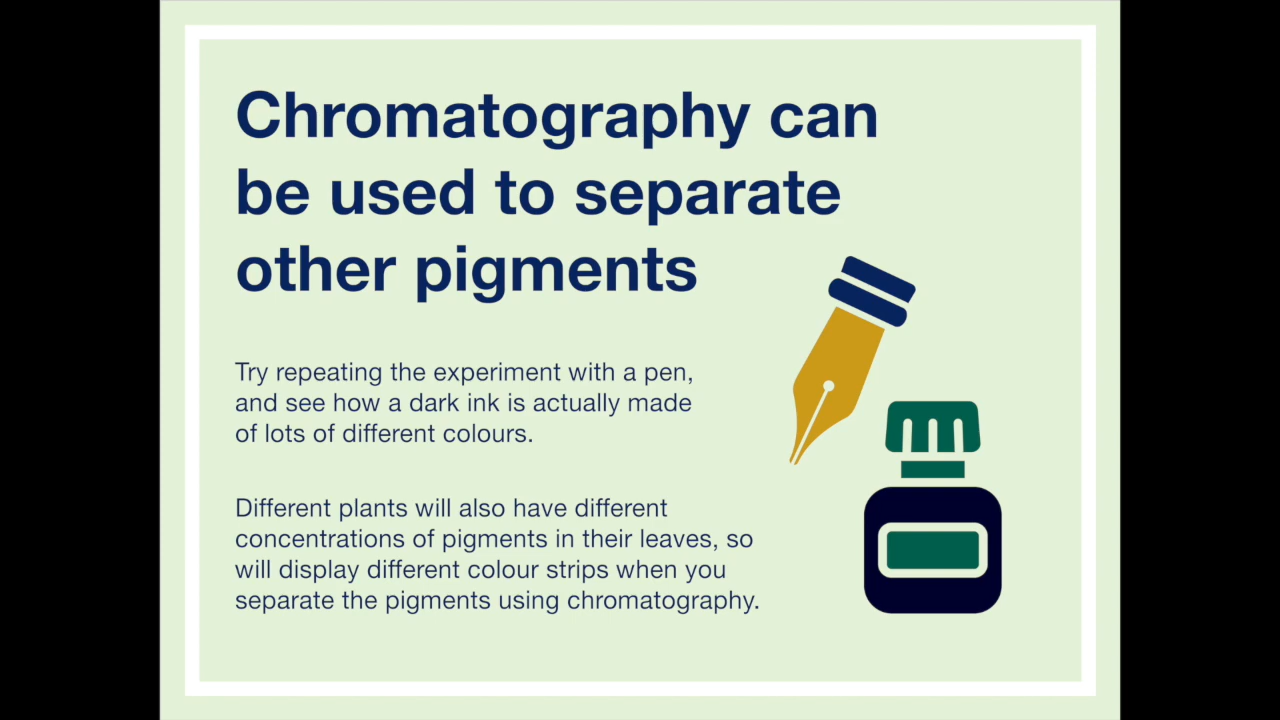 Chromatography can
be used to separate
other pigments
Try repeating the experiment with a pen,
and see how a dark ink is actually made
of lots of different colours.
Different plants will also have different
concentrations of pigments in their leaves, so
will display different colour strips when you
separate the pigments using chromatography.